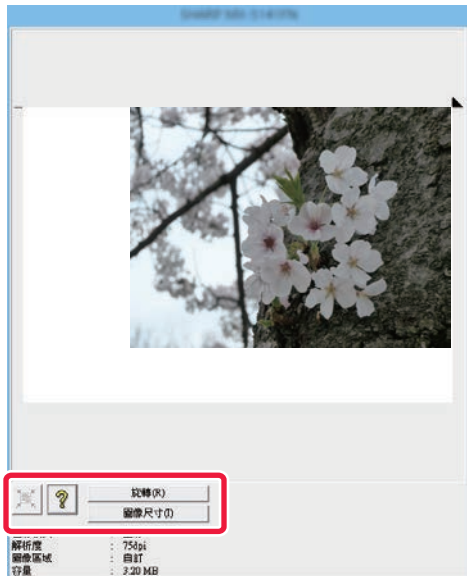 旋轉(R)
圖像尺寸(I)
解析度 : 75dpi
圖像區域 : 自訂
容量 : 3.20 MB